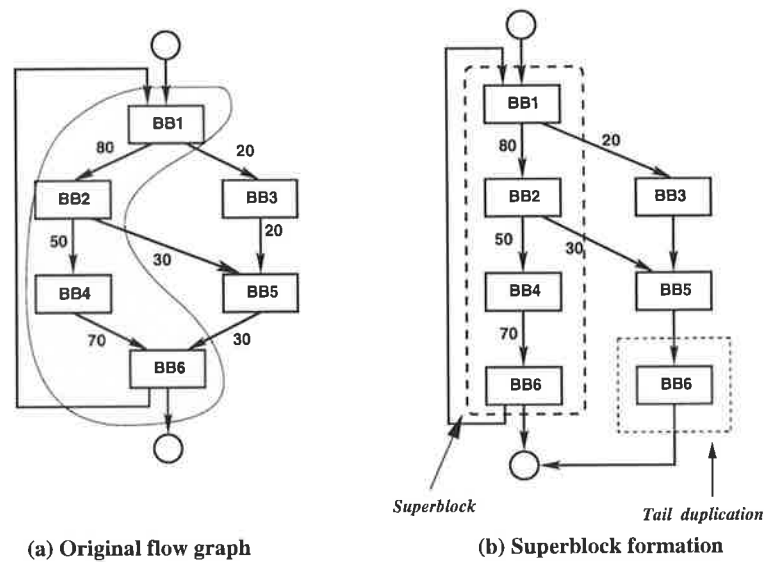 BB1
80
20
BB2
BB3
50
30
20
BB4
BB5
70
30
BB6
(a) Original flow graph
BB1
80
20
BB2
BB3
50
30
BB4
BB5
70
BB6
BB6
Superblock
Tail duplication
(b) Superblock formation